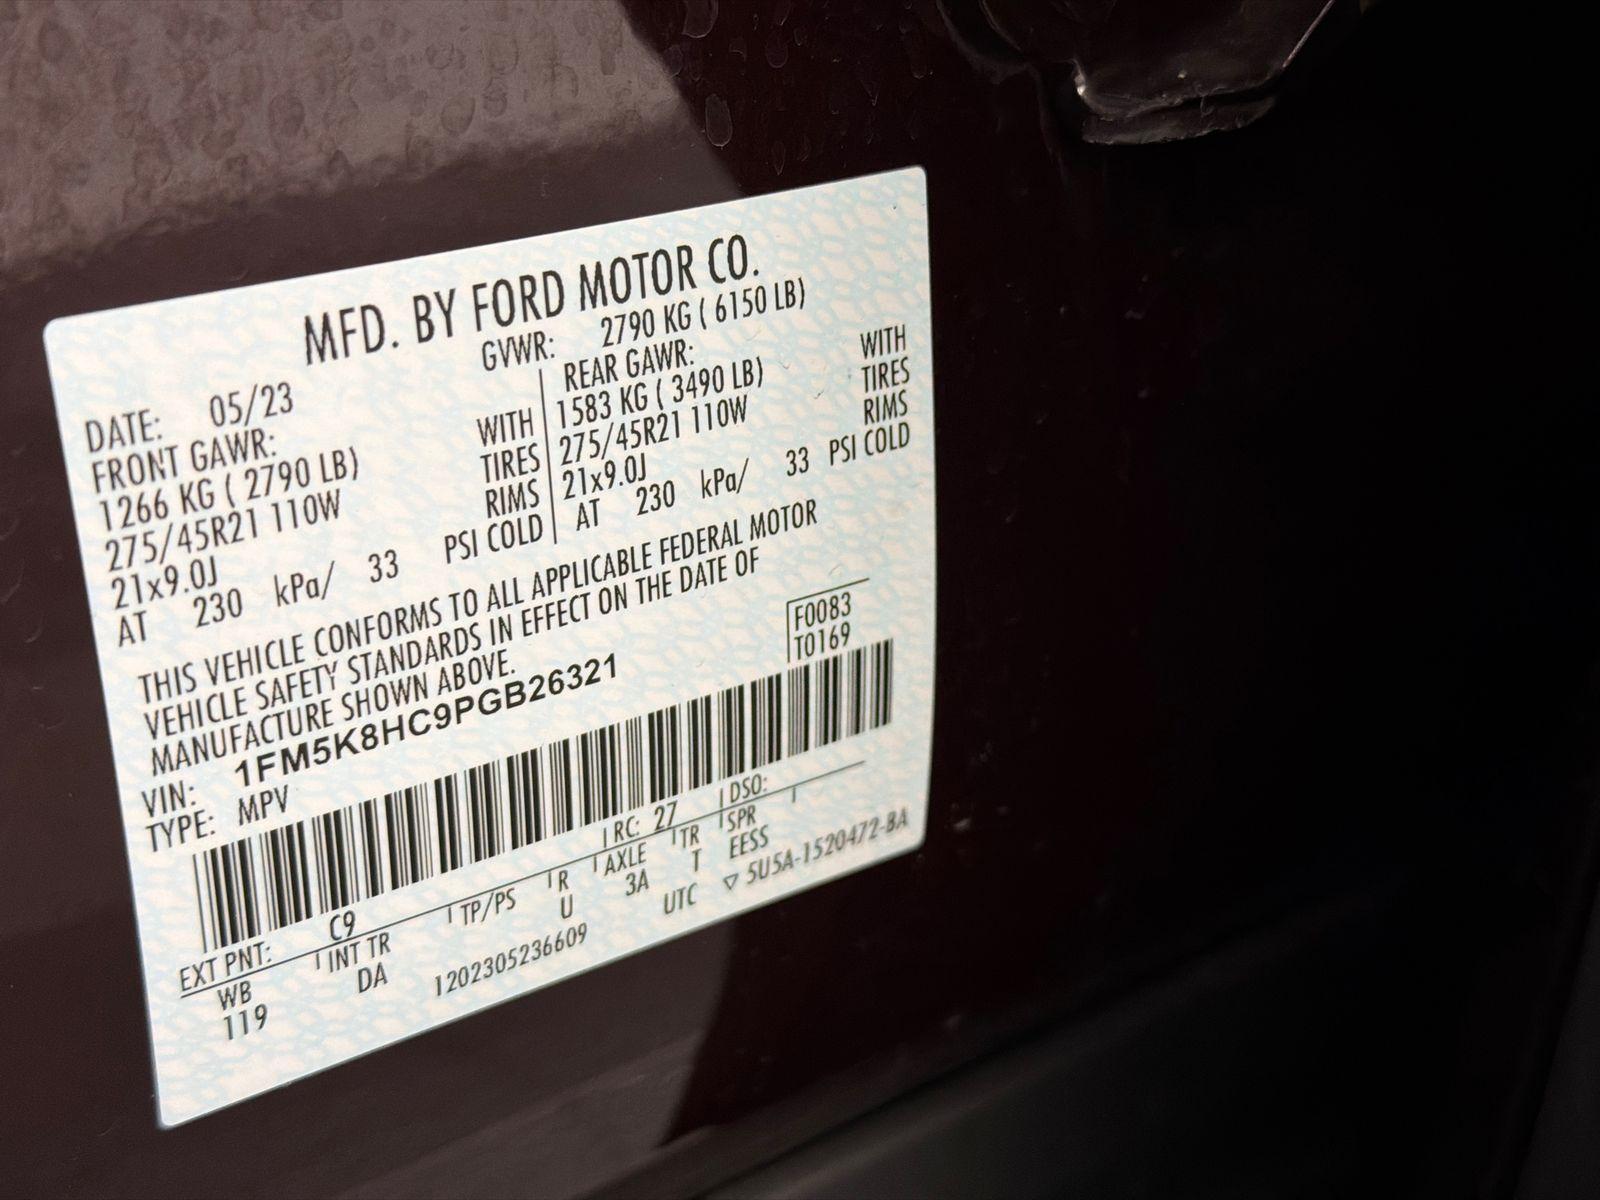 MFD. BY FORD MOTOR CO.
DATE: 05/23 GVWR: 2790 KG ( 6150 LB)
FRONT GAWR: REAR GAWR:
1266 KG ( 2790 LB) WITH 1583 KG ( 3490 LB) WITH
275/45R21 110W TIRES 275/45R21 110W TIRES
21x9.0J RIMS 21x9.0J RIMS
AT 230 kPa/ 33 PSI COLD AT 230 kPa/ 33 PSI COLD
THIS VEHICLE CONFORMS TO ALL APPLICABLE FEDERAL MOTOR
VEHICLE SAFETY STANDARDS IN EFFECT ON THE DATE OF
MANUFACTURE SHOWN ABOVE.
F0083
T0169
VIN: 1FM5K8HC9PGB26321
TYPE: MPV
EXT PNT: C9 RC: 27 DSO:
WB INT TR TP/PS R AXLE TR SPR
119 DA U 3A T EESS
1202305236609 UTC ▽ 5U5A-1520472-BA